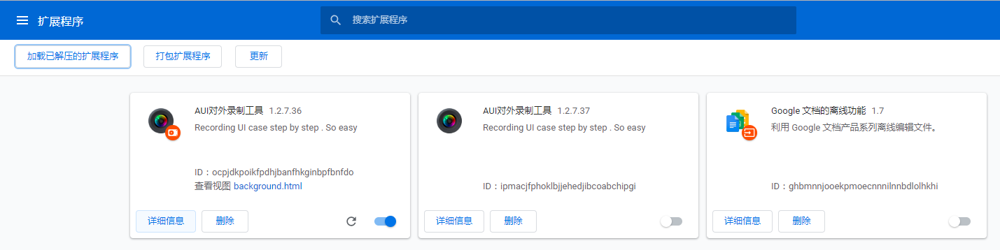 扩展程序
搜索扩展程序
加载已解压的扩展程序 打包扩展程序 更新
AUI对外录制工具 1.2.7.36
Recording UI case step by step . So easy
ID：ocpjdkpoikfpdhjbanfhkginbpfbnfdo
查看视图 background.html
详细信息 删除
AUI对外录制工具 1.2.7.37
Recording UI case step by step . So easy
ID：ipmacjfphoklbjjehedjibcoabchipgi
详细信息 删除
Google 文档的离线功能 1.7
利用 Google 文档产品系列离线编辑文件。
ID：ghbmnnjooekpmoecnnnilnnbdlolhkhi
详细信息 删除